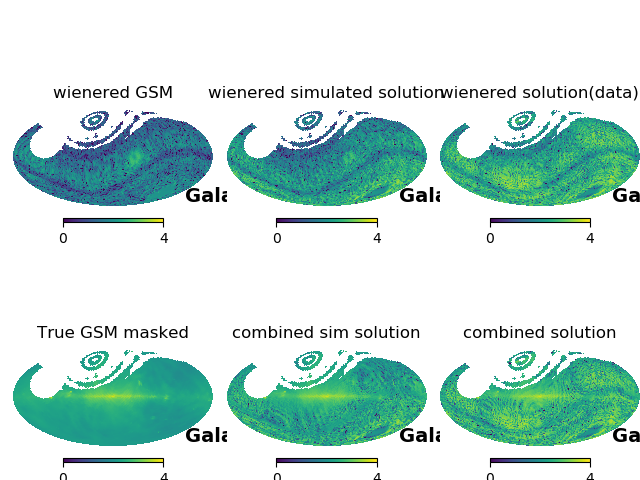 wienered GSM
wienered simulated solution
wienered solution(data)
Gala
Gala
Ga
0 4
0 4
0 4
True GSM masked
combined sim solution
combined solution
Gala
Gala
Ga
0 4
0 4
0 4